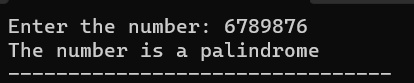 Enter the number: 6789876
The number is a palindrome
--------------------------------